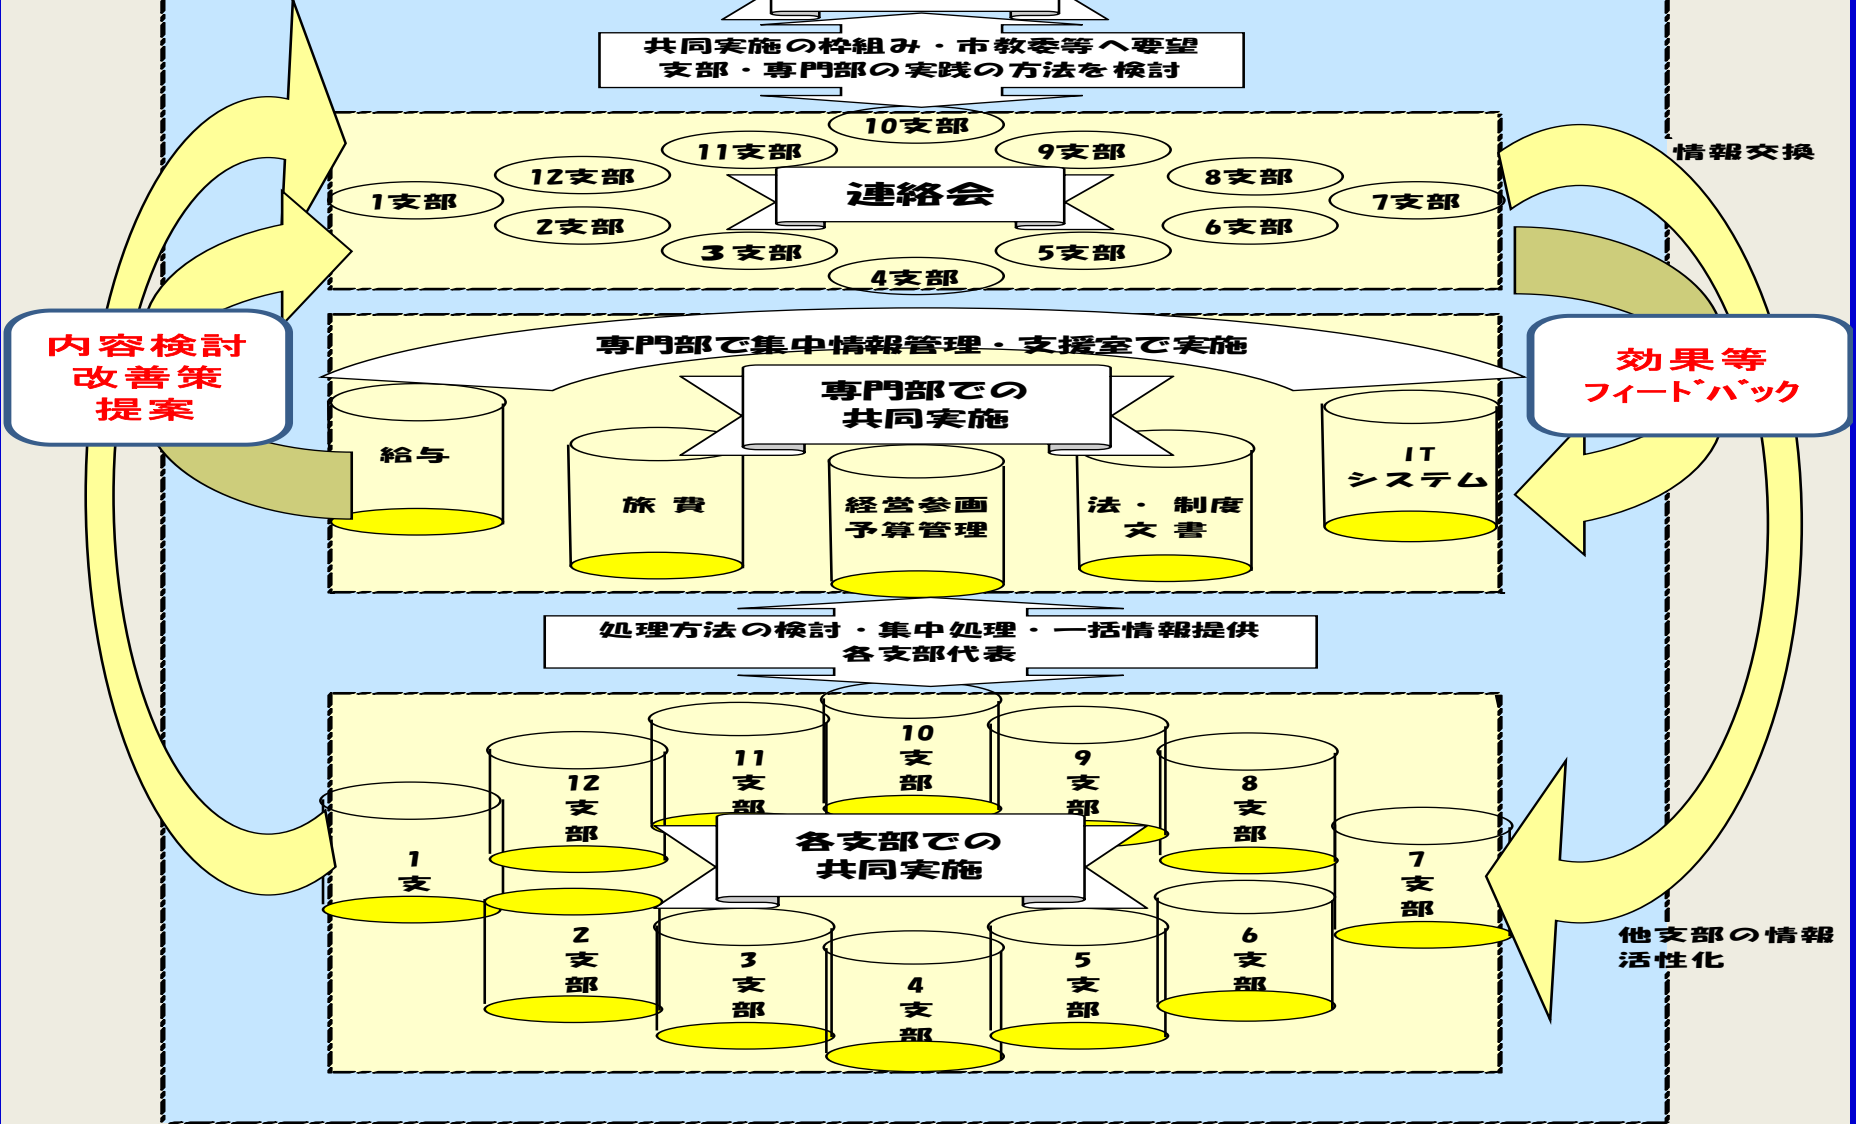 共同実施の枠組み・市教委等へ要望
支部・専門部の実践の方法を検討
10支部
11支部
9支部
12支部
8支部
連絡会
1支部
7支部
2支部
6支部
3支部
5支部
4支部
情報交換
内容検討
改善策
提案
効果等
フィードバック
専門部で集中情報管理・支援室で実施
専門部での
共同実施
給与
旅費
経営参画
予算管理
法・制度
文書
IT
システム
処理方法の検討・集中処理・一括情報提供
各支部代表
10
支
部
11
支
部
9
支
部
12
支
部
8
支
部
各支部での
共同実施
1
支
7
支
部
2
支
部
6
支
部
3
支
部
5
支
部
4
支
部
他支部の情報
活性化